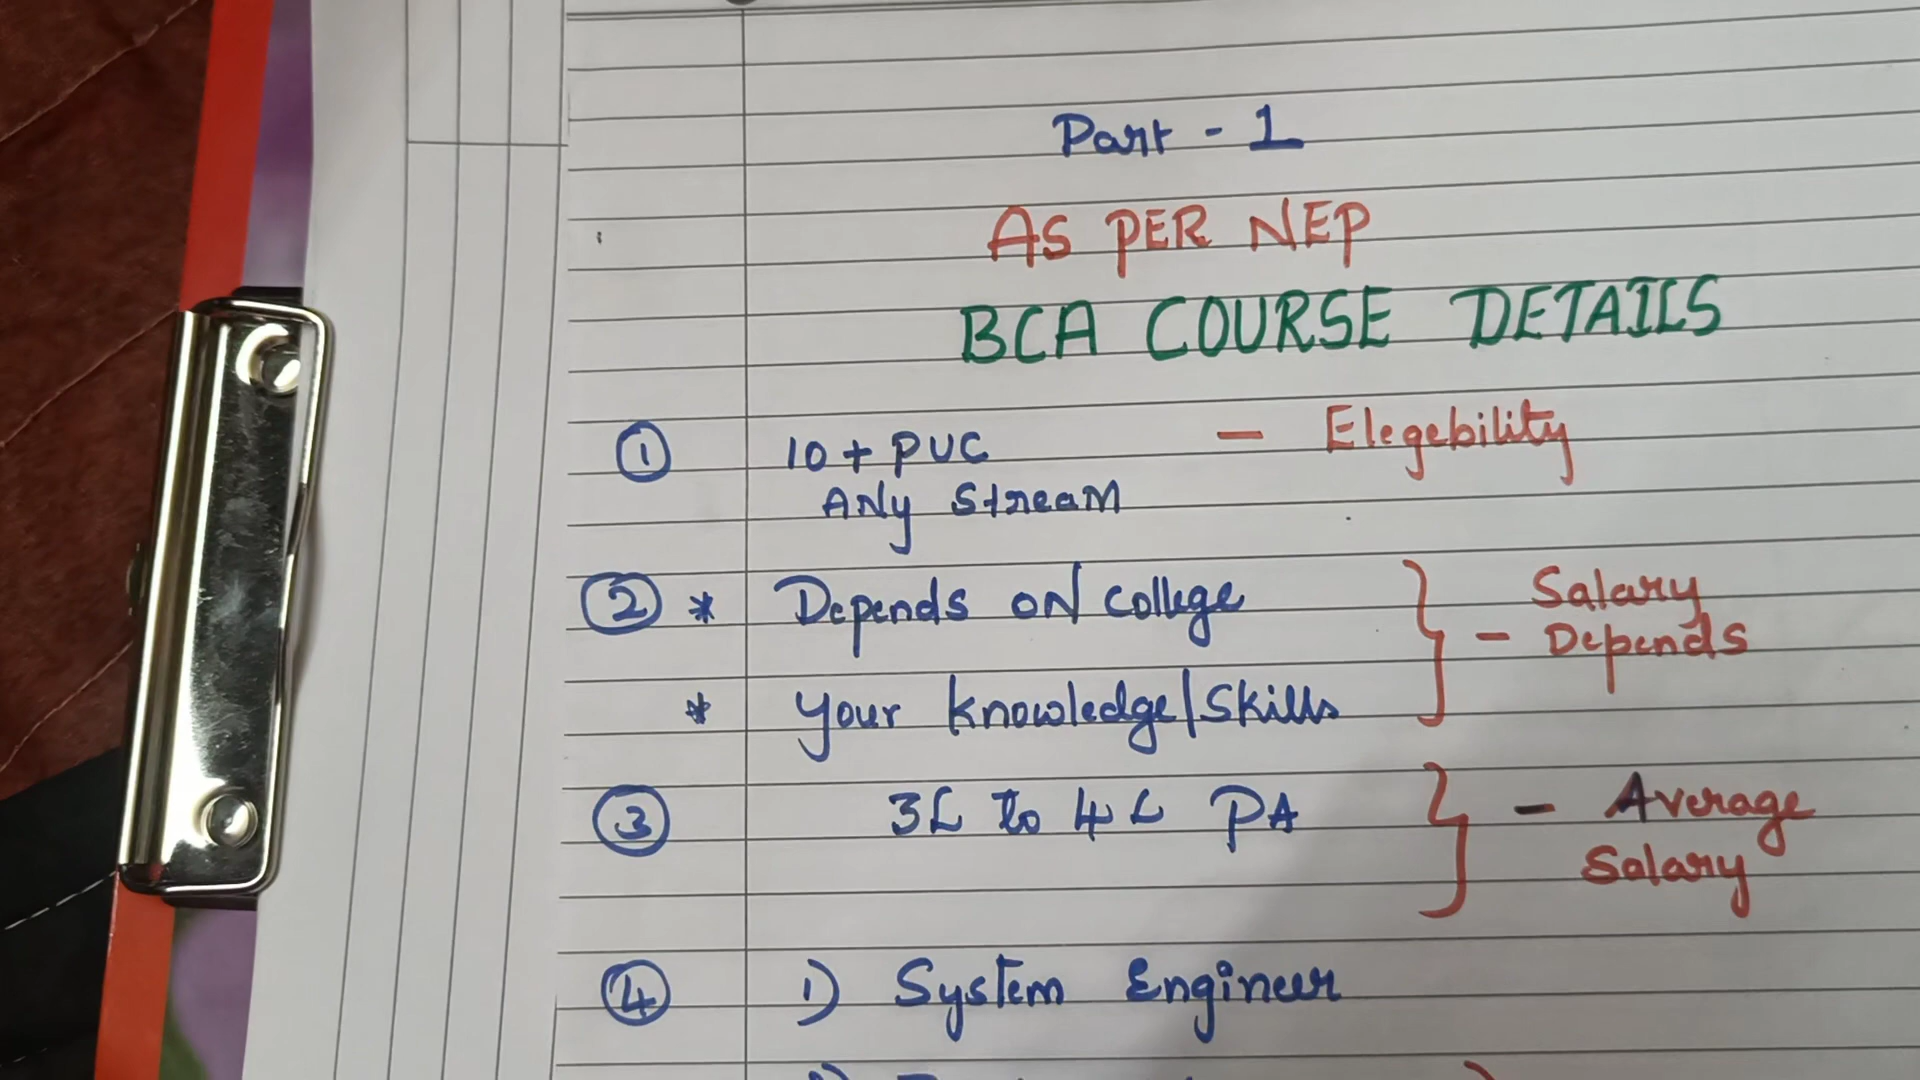 Part - 1
AS PER NEP
BCA COURSE DETAILS
① 10 + PUC - Elegebility
ANy Stream
② * Depends ON College } - Salary Depends
* your knowledge/Skills
③ 3L to 4L PA } - Average Salary
④ 1) System Engineer